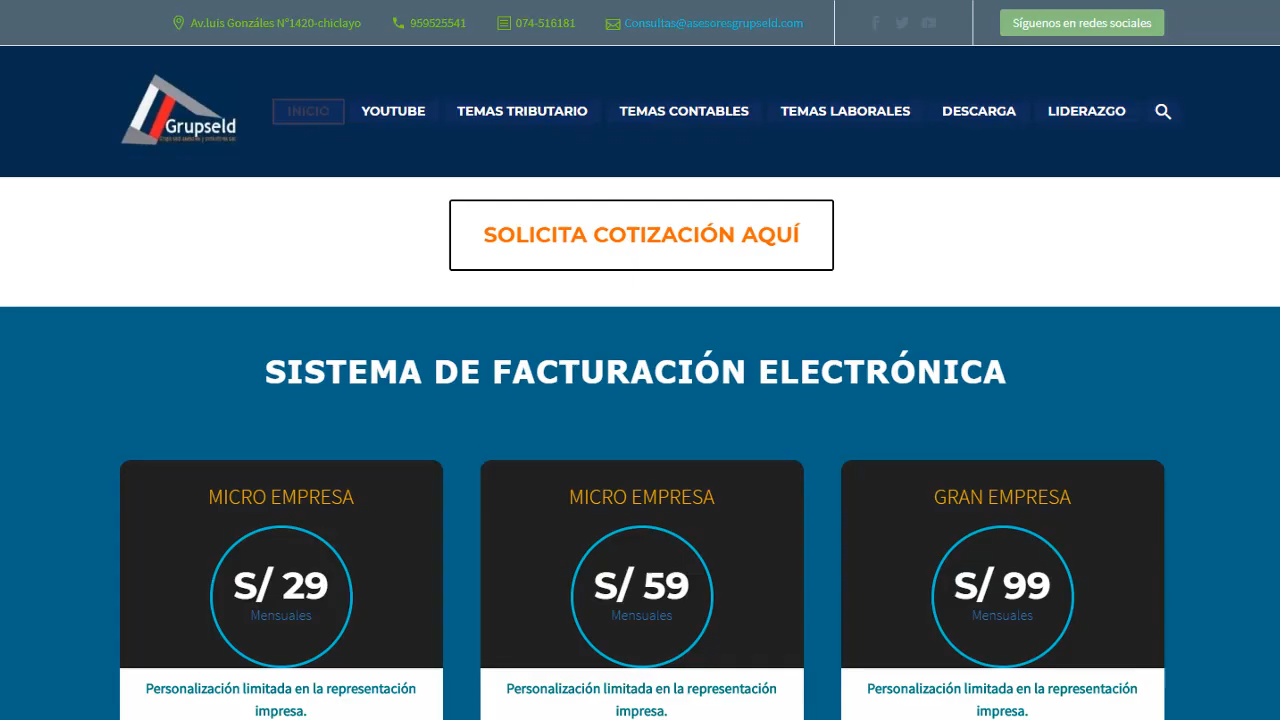 Av.luis Gonzáles N°1420-chiclayo 959525541 074-516181 Consultas@asesoresgrupseld.com Síguenos en redes sociales
Grupseld
INICIO YOUTUBE TEMAS TRIBUTARIO TEMAS CONTABLES TEMAS LABORALES DESCARGA LIDERAZGO
SOLICITA COTIZACIÓN AQUÍ
SISTEMA DE FACTURACIÓN ELECTRÓNICA
MICRO EMPRESA
S/ 29
Mensuales
Personalización limitada en la representación
impresa.
MICRO EMPRESA
S/ 59
Mensuales
Personalización limitada en la representación
impresa.
GRAN EMPRESA
S/ 99
Mensuales
Personalización limitada en la representación
impresa.